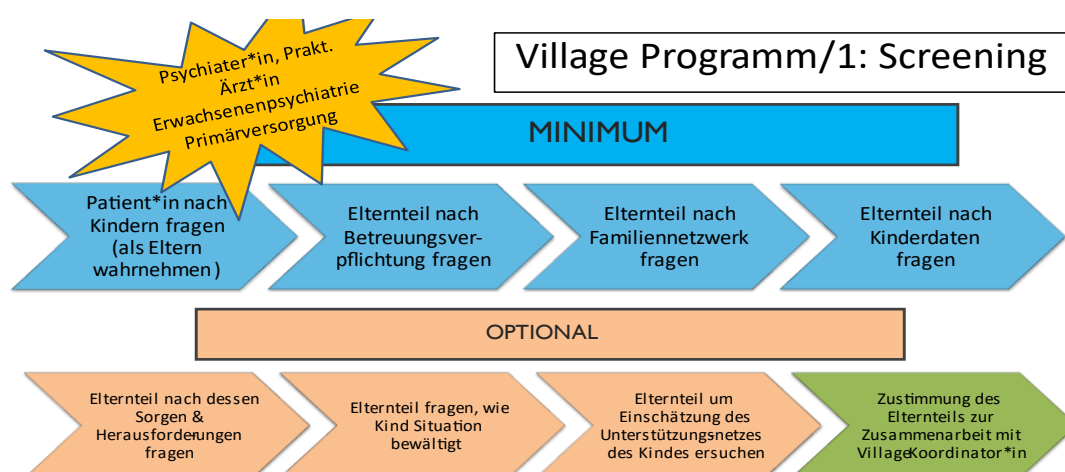 Psychiater*in, Prakt.
Ärzt*in
Erwachsenenpsychiatrie
Primärversorgung
Village Programm/1: Screening
MINIMUM
Patient*in nach
Kindern fragen
(als Eltern
wahrnehmen)
Elternteil nach
Betreuungsver-
pflichtung fragen
Elternteil nach
Familiennetzwerk
fragen
Elternteil nach
Kinderdaten
fragen
OPTIONAL
Elternteil nach dessen
Sorgen &
Herausforderungen
fragen
Elternteil fragen, wie
Kind Situation
bewältigt
Elternteil um
Einschätzung des
Unterstützungsnetzes
des Kindes ersuchen
Zustimmung des
Elternteils zur
Zusammenarbeit mit
VillageKoordinator*in